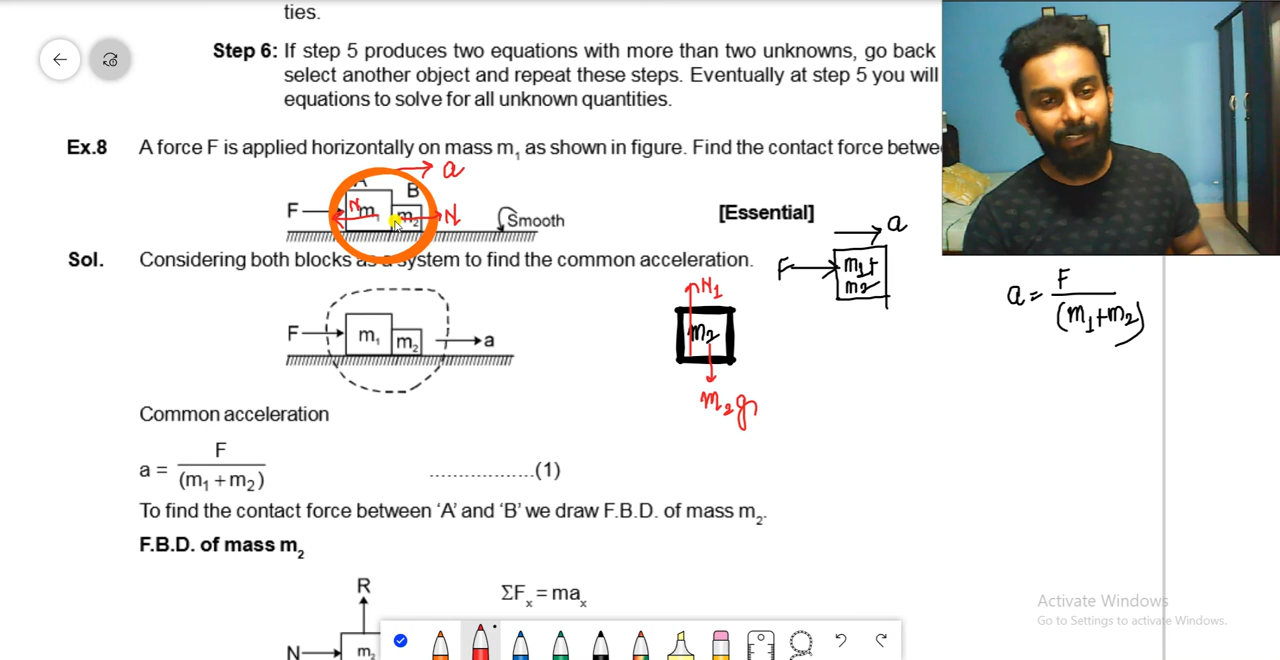 ties.
Step 6: If step 5 produces two equations with more than two unknowns, go back
select another object and repeat these steps. Eventually at step 5 you will
equations to solve for all unknown quantities.
Ex.8 A force F is applied horizontally on mass m₁ as shown in figure. Find the contact force betwe
a
A
B
F
N
m₁
m₂
N
Smooth
[Essential]
Sol. Considering both blocks as a system to find the common acceleration.
a
F
m₁+
m₂
a = F/(m₁+m₂)
N₁
m₂
m₂g
F
m₁
m₂
a
Common acceleration
a = F/(m₁+m₂) ..................(1)
To find the contact force between 'A' and 'B' we draw F.B.D. of mass m₂.
F.B.D. of mass m₂
R
ΣFₓ = maₓ
N
m₂
Activate Windows
Go to Settings to activate Windows.